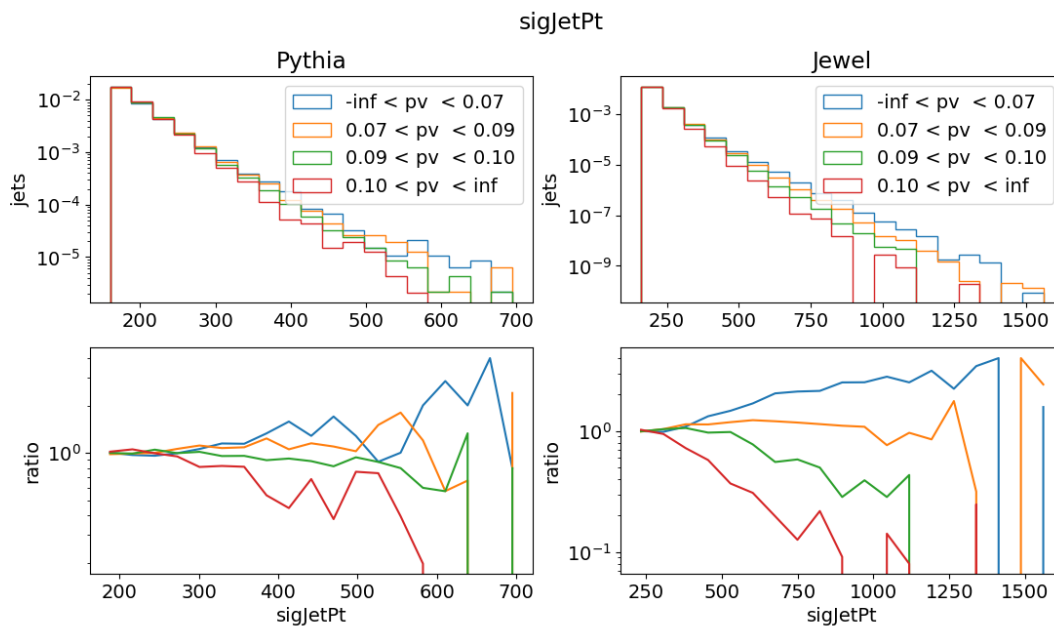 sigJetPt
Pythia
jets
10⁻²
10⁻³
10⁻⁴
10⁻⁵
-inf < pv < 0.07
0.07 < pv < 0.09
0.09 < pv < 0.10
0.10 < pv < inf
200 300 400 500 600 700
Jewel
jets
10⁻³
10⁻⁵
10⁻⁷
10⁻⁹
-inf < pv < 0.07
0.07 < pv < 0.09
0.09 < pv < 0.10
0.10 < pv < inf
250 500 750 1000 1250 1500
ratio
10⁰
200 300 400 500 600 700
sigJetPt
ratio
10⁰
10⁻¹
250 500 750 1000 1250 1500
sigJetPt